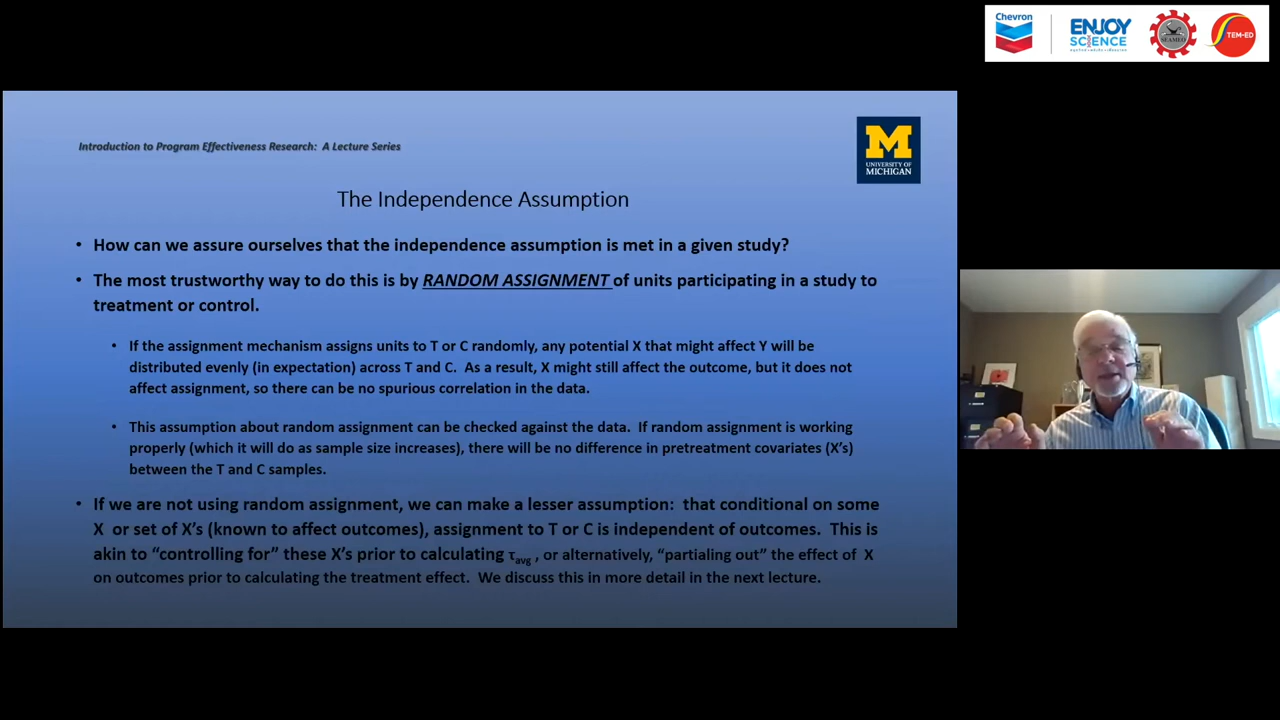 Chevron
ENJOY
SCIENCE
SEAMEO
TEM-ED
Introduction to Program Effectiveness Research: A Lecture Series
M
UNIVERSITY OF
MICHIGAN
The Independence Assumption
• How can we assure ourselves that the independence assumption is met in a given study?
• The most trustworthy way to do this is by RANDOM ASSIGNMENT of units participating in a study to
treatment or control.
• If the assignment mechanism assigns units to T or C randomly, any potential X that might affect Y will be
distributed evenly (in expectation) across T and C. As a result, X might still affect the outcome, but it does not
affect assignment, so there can be no spurious correlation in the data.
• This assumption about random assignment can be checked against the data. If random assignment is working
properly (which it will do as sample size increases), there will be no difference in pretreatment covariates (X's)
between the T and C samples.
• If we are not using random assignment, we can make a lesser assumption: that conditional on some
X or set of X's (known to affect outcomes), assignment to T or C is independent of outcomes. This is
akin to “controlling for” these X's prior to calculating τavg , or alternatively, “partialing out” the effect of X
on outcomes prior to calculating the treatment effect. We discuss this in more detail in the next lecture.